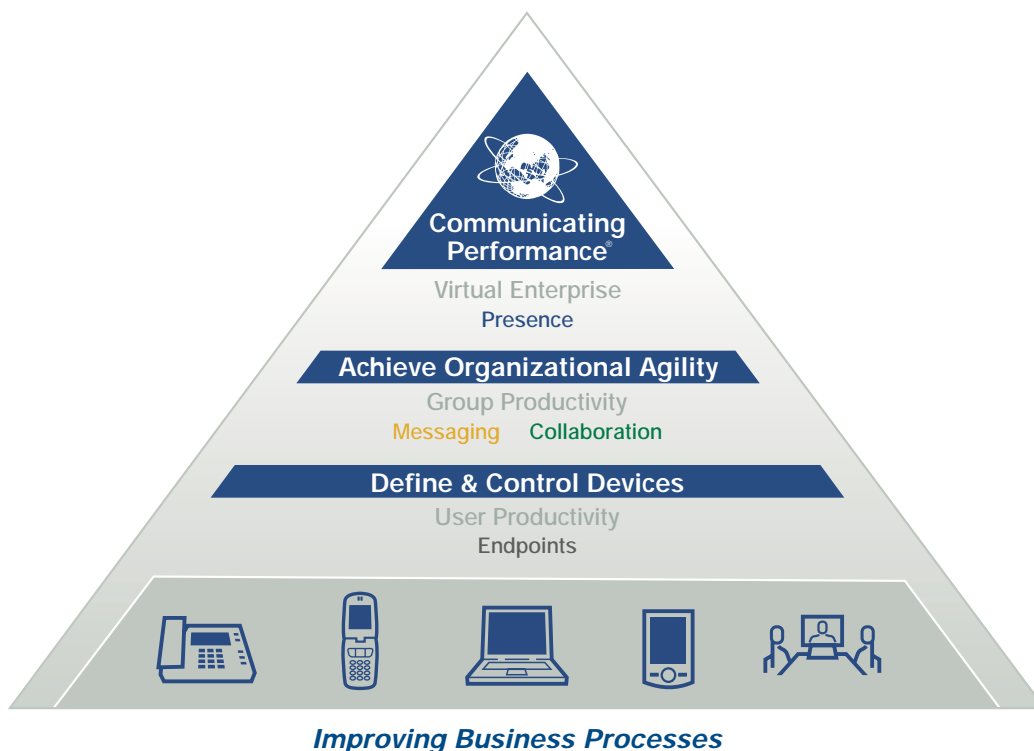 Communicating
Performance®
Virtual Enterprise
Presence
Achieve Organizational Agility
Group Productivity
Messaging Collaboration
Define & Control Devices
User Productivity
Endpoints
Improving Business Processes